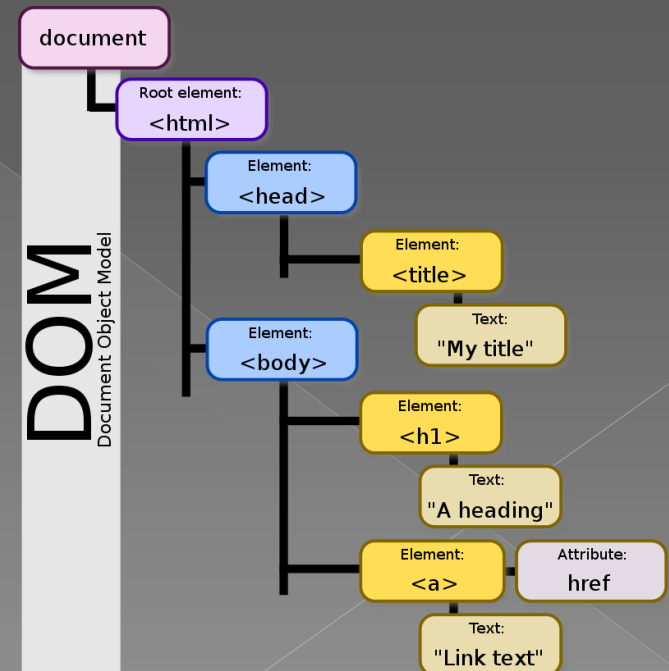 document
Root element:
<html>
Element:
<head>
Element:
<title>
Text:
"My title"
Element:
<body>
Element:
<h1>
Text:
"A heading"
Element:
<a>
Attribute:
href
Text:
"Link text"
DOM
Document Object Model